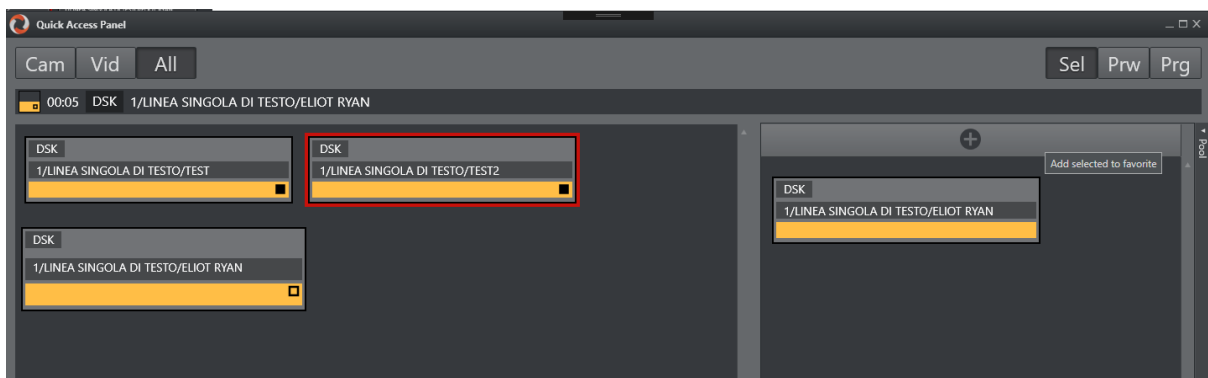 Quick Access Panel
Cam Vid All
Sel Prw Prg
00:05 DSK 1/LINEA SINGOLA DI TESTO/ELIOT RYAN
DSK
1/LINEA SINGOLA DI TESTO/TEST
DSK
1/LINEA SINGOLA DI TESTO/TEST2
DSK
1/LINEA SINGOLA DI TESTO/ELIOT RYAN
Add selected to favorite
DSK
1/LINEA SINGOLA DI TESTO/ELIOT RYAN
Pool